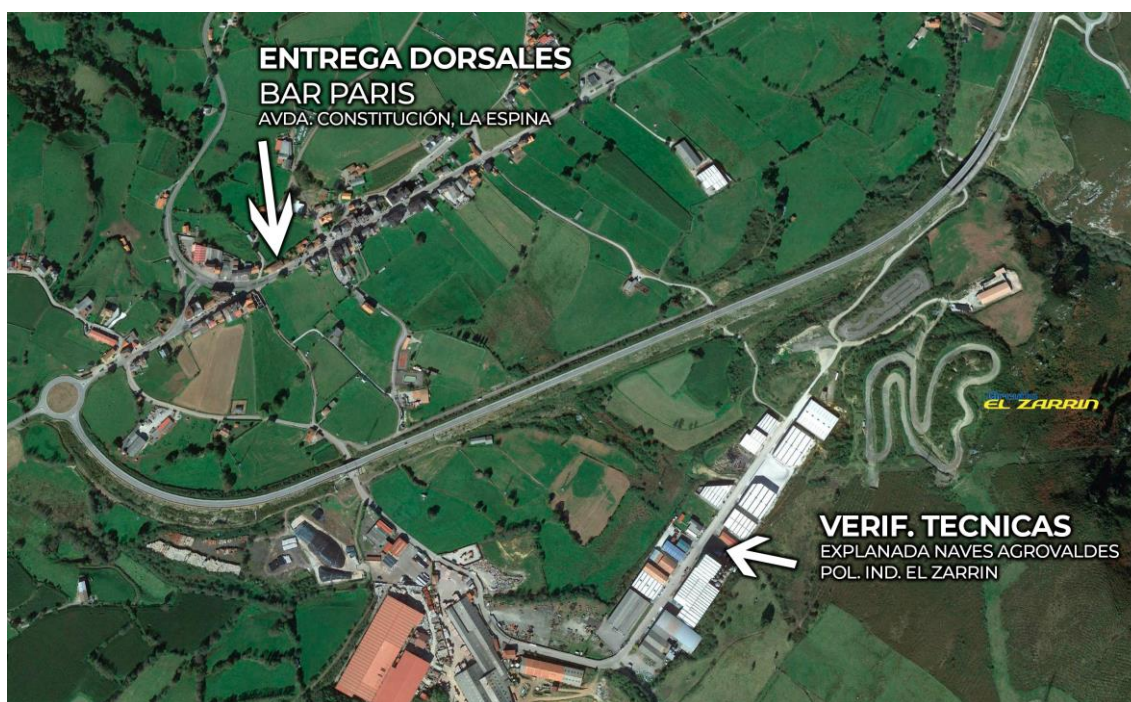 ENTREGA DORSALES
BAR PARIS
AVDA. CONSTITUCIÓN, LA ESPINA
EL ZARRIN
VERIF. TECNICAS
EXPLANADA NAVES AGROVALDES
POL. IND. EL ZARRIN